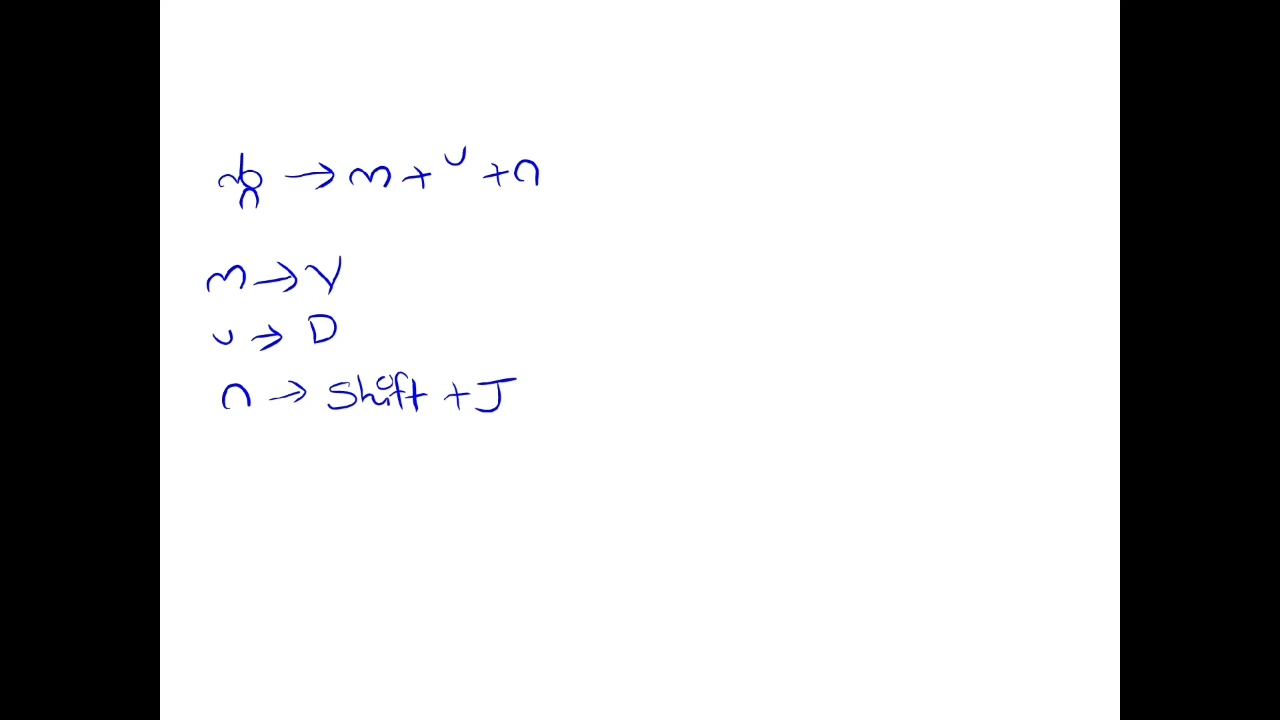 ന്റ → ന + ് + റ
ന → V
് → D
റ → Shift + J